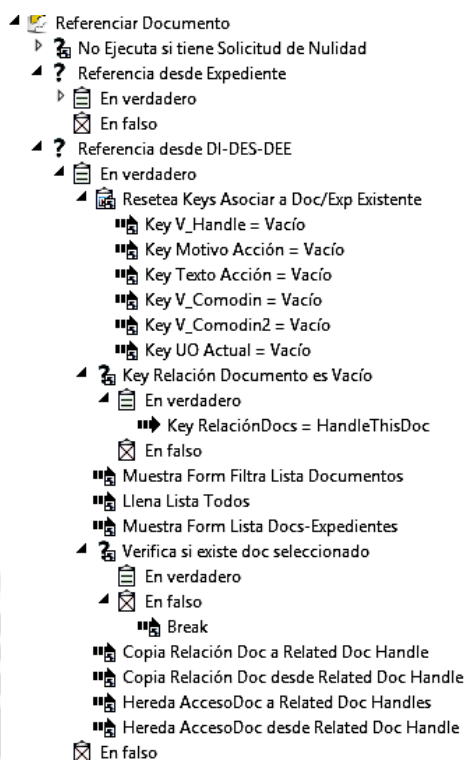 Referenciar Documento
No Ejecuta si tiene Solicitud de Nulidad
Referencia desde Expediente
En verdadero
En falso
Referencia desde DI-DES-DEE
En verdadero
Resetea Keys Asociar a Doc/Exp Existente
Key V_Handle = Vacío
Key Motivo Acción = Vacío
Key Texto Acción = Vacío
Key V_Comodin = Vacío
Key V_Comodin2 = Vacío
Key UO Actual = Vacío
Key Relación Documento es Vacío
En verdadero
Key RelaciónDocs = HandleThisDoc
En falso
Muestra Form Filtra Lista Documentos
Llena Lista Todos
Muestra Form Lista Docs-Expedientes
Verifica si existe doc seleccionado
En verdadero
En falso
Break
Copia Relación Doc a Related Doc Handle
Copia Relación Doc desde Related Doc Handle
Hereda AccesoDoc a Related Doc Handles
Hereda AccesoDoc desde Related Doc Handle
En falso